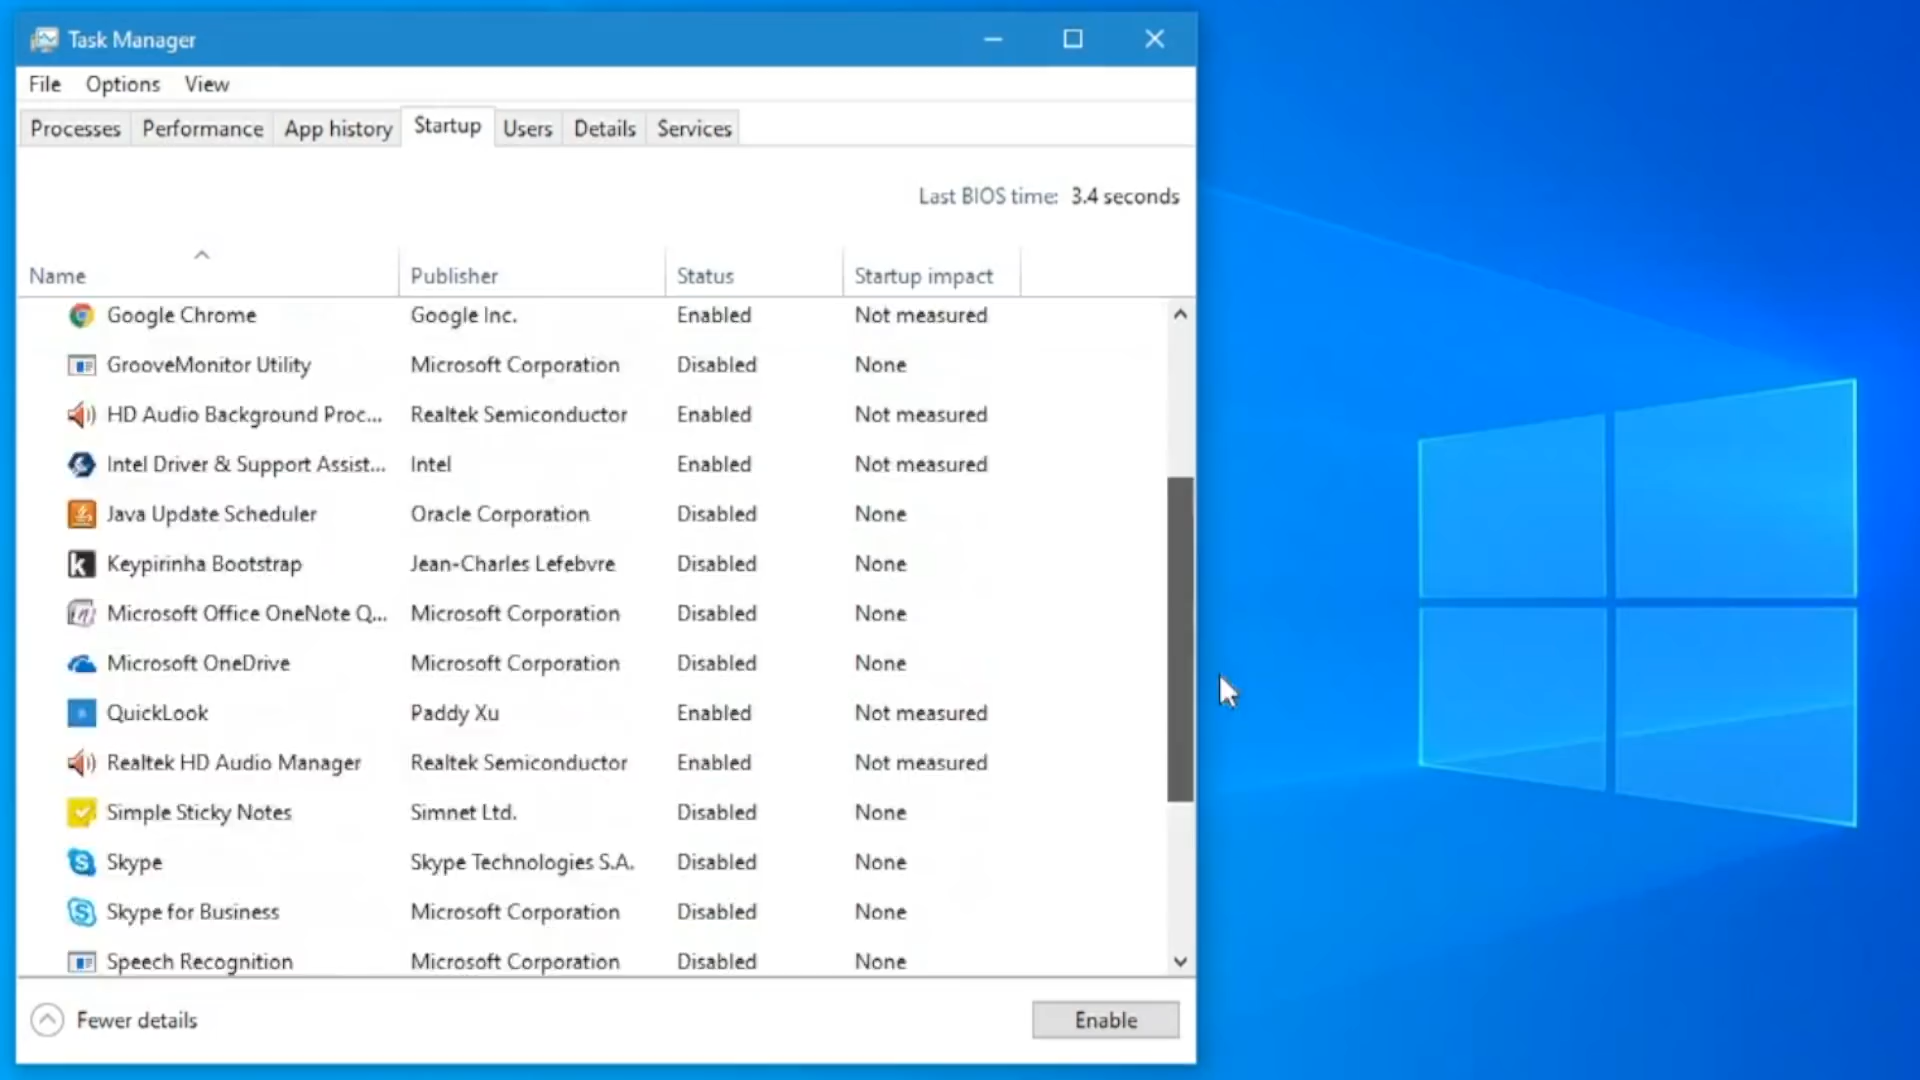 Task Manager
File Options View
Processes Performance App history Startup Users Details Services
Last BIOS time: 3.4 seconds
Name Publisher Status Startup impact
Google Chrome Google Inc. Enabled Not measured
GrooveMonitor Utility Microsoft Corporation Disabled None
HD Audio Background Proc... Realtek Semiconductor Enabled Not measured
Intel Driver & Support Assist... Intel Enabled Not measured
Java Update Scheduler Oracle Corporation Disabled None
Keypirinha Bootstrap Jean-Charles Lefebvre Disabled None
Microsoft Office OneNote Q... Microsoft Corporation Disabled None
Microsoft OneDrive Microsoft Corporation Disabled None
QuickLook Paddy Xu Enabled Not measured
Realtek HD Audio Manager Realtek Semiconductor Enabled Not measured
Simple Sticky Notes Simnet Ltd. Disabled None
Skype Skype Technologies S.A. Disabled None
Skype for Business Microsoft Corporation Disabled None
Speech Recognition Microsoft Corporation Disabled None
Fewer details Enable